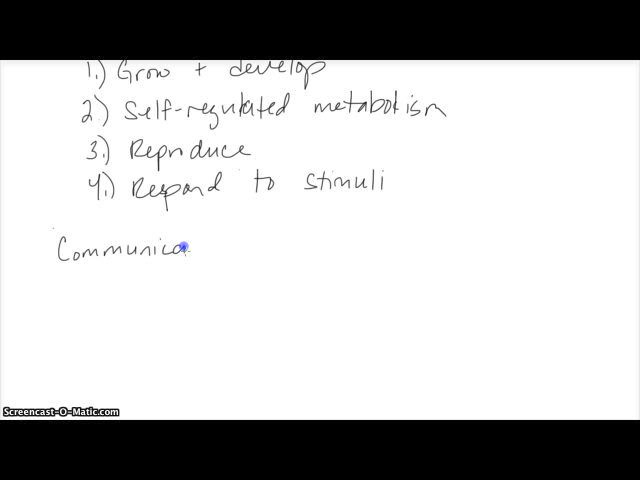 1.) Grow + develop
2.) Self-regulated metabolism
3.) Reproduce
4.) Respond to stimuli
Communica
Screencast-O-Matic.com